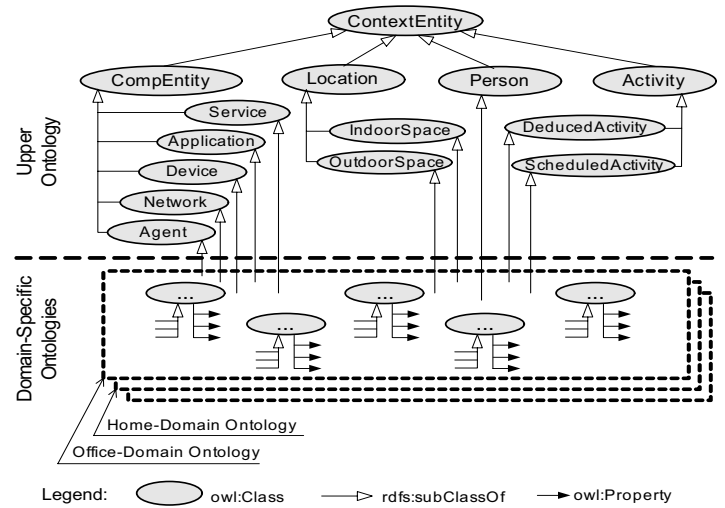 ContextEntity
CompEntity
Location
Person
Activity
Service
Application
Device
Network
Agent
IndoorSpace
OutdoorSpace
DeducedActivity
ScheduledActivity
Upper
Ontology
...
...
...
...
...
Domain-Specific
Ontologies
Home-Domain Ontology
Office-Domain Ontology
Legend: owl:Class rdfs:subClassOf owl:Property